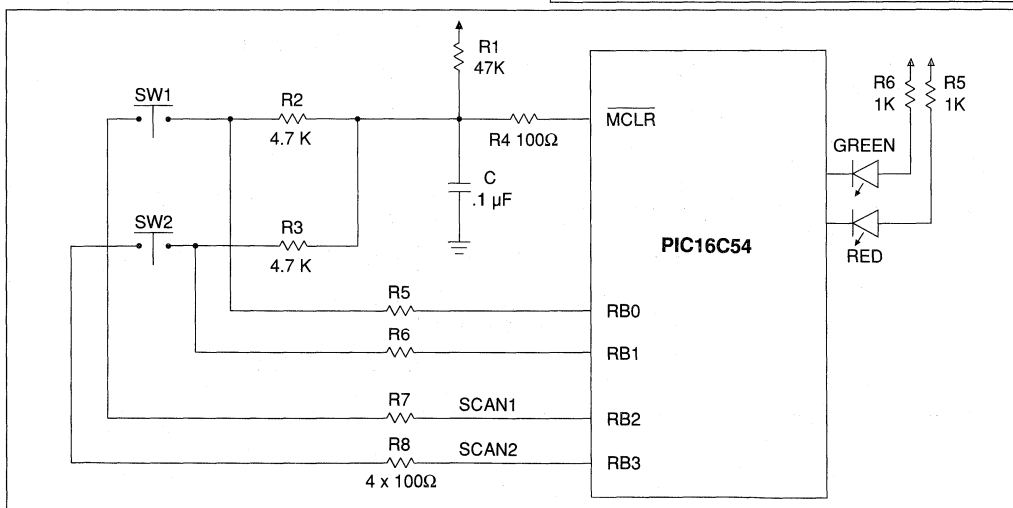 R1
47K
R6
1K
R5
1K
SW1
R2
4.7 K
MCLR
R4 100Ω
GREEN
C
.1 µF
SW2
R3
4.7 K
PIC16C54
RED
R5
RB0
R6
RB1
R7
SCAN1
RB2
R8
SCAN2
RB3
4 x 100Ω